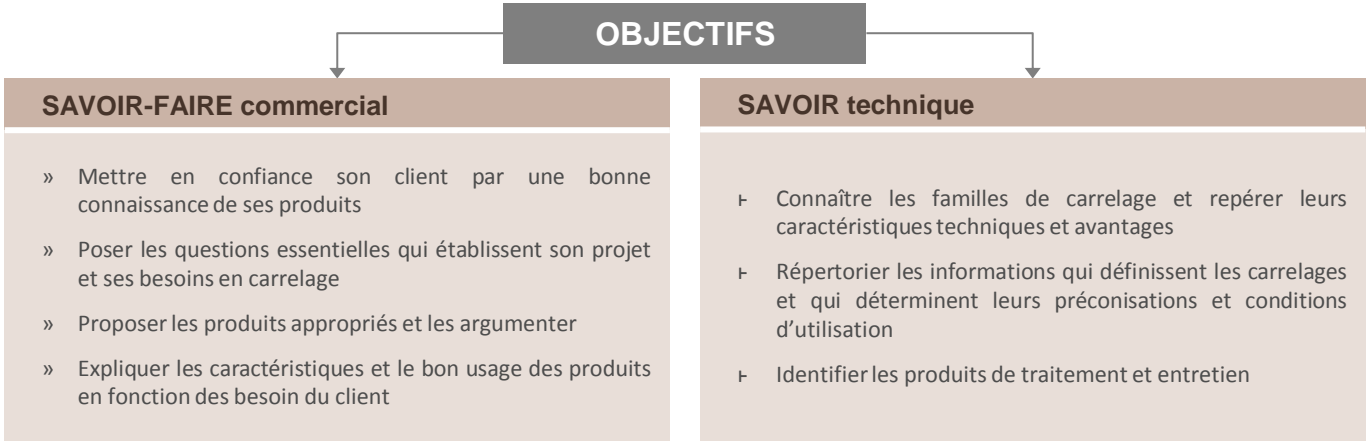 OBJECTIFS
SAVOIR-FAIRE commercial
» Mettre en confiance son client par une bonne
connaissance de ses produits
» Poser les questions essentielles qui établissent son projet
et ses besoins en carrelage
» Proposer les produits appropriés et les argumenter
» Expliquer les caractéristiques et le bon usage des produits
en fonction des besoin du client
SAVOIR technique
⊦ Connaître les familles de carrelage et repérer leurs
caractéristiques techniques et avantages
⊦ Répertorier les informations qui définissent les carrelages
et qui déterminent leurs préconisations et conditions
d’utilisation
⊦ Identifier les produits de traitement et entretien